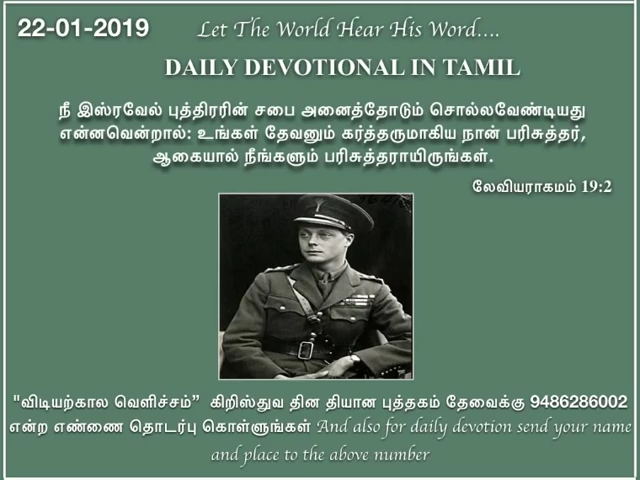 22-01-2019 Let The World Hear His Word....
DAILY DEVOTIONAL IN TAMIL
நீ இஸ்ரவேல் புத்திரரின் சபை அனைத்தோடும் சொல்லவேண்டியது
என்னவென்றால்: உங்கள் தேவனும் கர்த்தருமாகிய நான் பரிசுத்தர்,
ஆகையால் நீங்களும் பரிசுத்தராயிருங்கள்.
லேவியராகமம் 19:2
"விடியற்கால வெளிச்சம்” கிறிஸ்துவ தின தியான புத்தகம் தேவைக்கு 9486286002
என்ற எண்ணை தொடர்பு கொள்ளுங்கள் And also for daily devotion send your name
and place to the above number